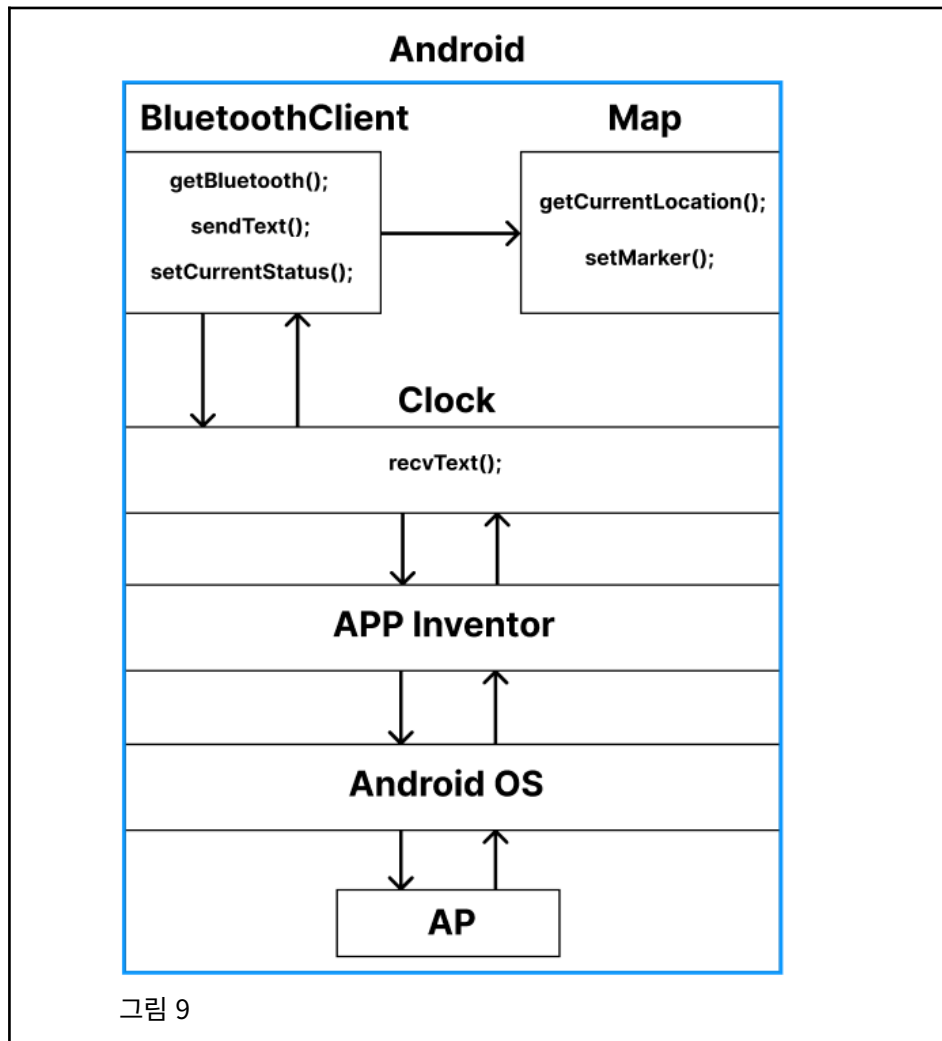 Android
BluetoothClient
Map
getBluetooth();
sendText();
setCurrentStatus();
getCurrentLocation();
setMarker();
Clock
recvText();
APP Inventor
Android OS
AP
그림 9